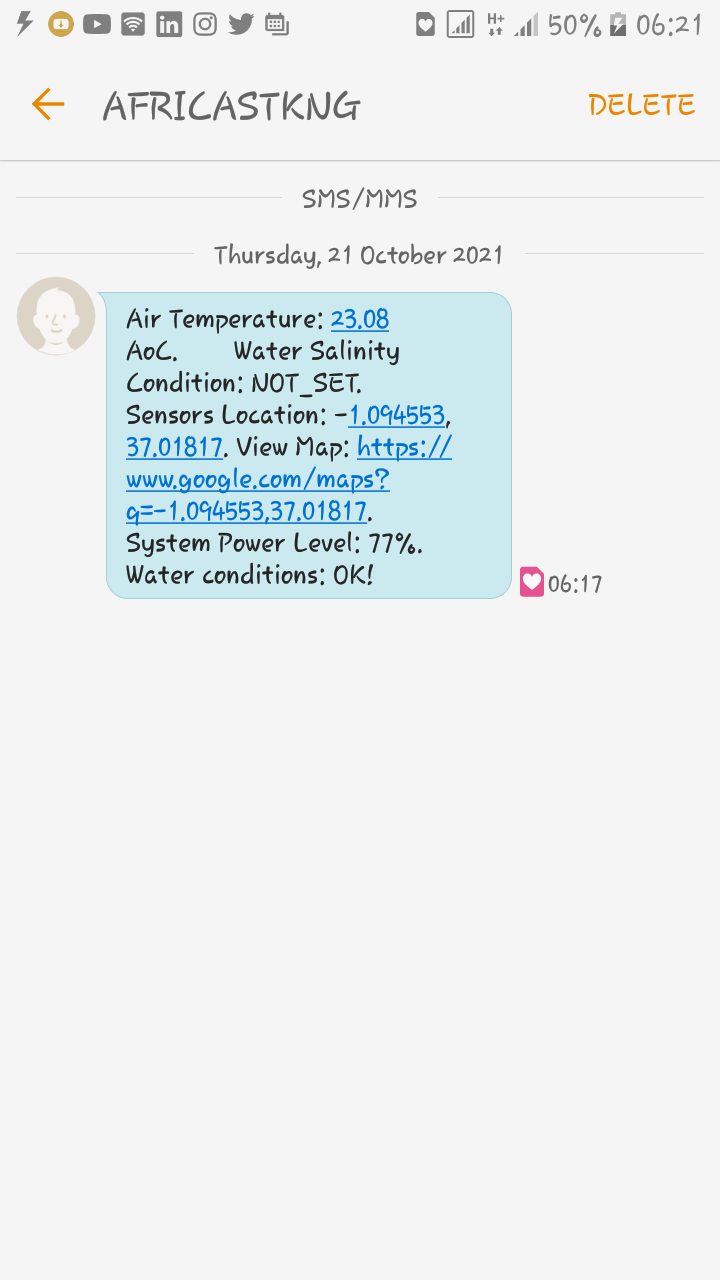 H+
50% 06:21
AFRICASTKNG
DELETE
SMS/MMS
Thursday, 21 October 2021
Air Temperature: 23.08
AoC. Water Salinity
Condition: NOT_SET.
Sensors Location: -1.094553,
37.01817. View Map: https://
www.google.com/maps?
q=-1.094553,37.01817.
System Power Level: 77%.
Water conditions: OK!
06:17